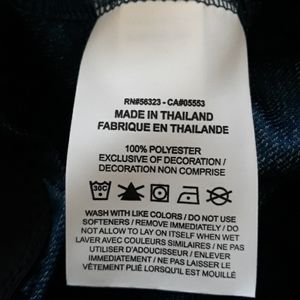 RN#56323 - CA#05553
MADE IN THAILAND
FABRIQUE EN THAILANDE
100% POLYESTER
EXCLUSIVE OF DECORATION /
DECORATION NON COMPRISE
30C
WASH WITH LIKE COLORS / DO NOT USE
SOFTENERS / REMOVE IMMEDIATELY / DO
NOT ALLOW TO LAY ON ITSELF WHEN WET
LAVER AVEC COULEURS SIMILAIRES / NE PAS
UTILISER D'ADOUCISSEUR / ENLEVER
IMMEDIATEMENT / NE PAS LAISSER LE
VÊTEMENT PLIÉ LORSQU'IL EST MOUILLÉ